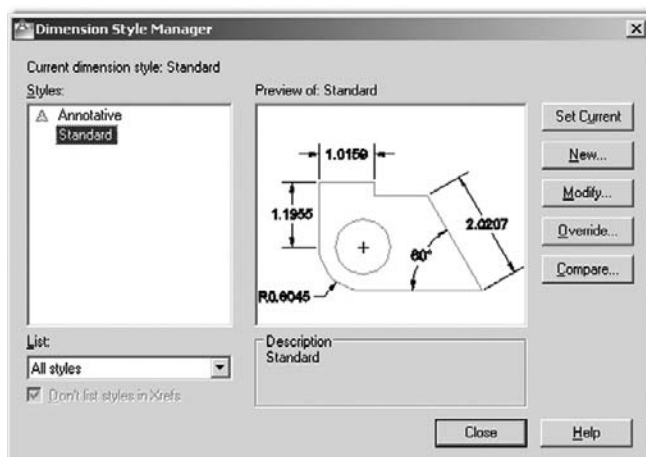 Dimension Style Manager
Current dimension style: Standard
Styles:
Annotative
Standard
Preview of: Standard
1.0159
1.1955
2.0207
60°
R0.8045
Set Current
New...
Modify...
Override...
Compare...
List:
All styles
Don't list styles in Xrefs
Description
Standard
Close
Help